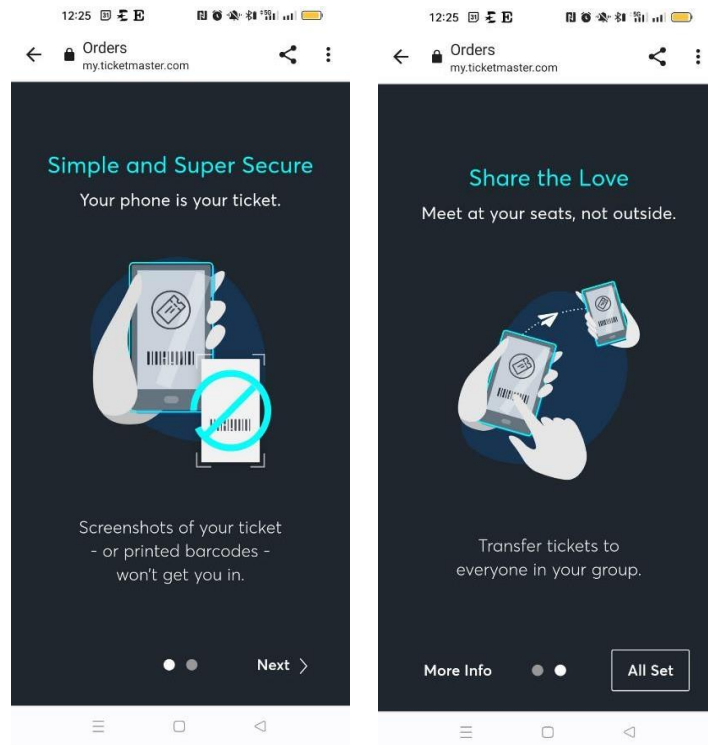 12:25
Orders
my.ticketmaster.com
Simple and Super Secure
Your phone is your ticket.
Screenshots of your ticket
- or printed barcodes -
won't get you in.
Next
12:25
Orders
my.ticketmaster.com
Share the Love
Meet at your seats, not outside.
Transfer tickets to
everyone in your group.
More Info
All Set